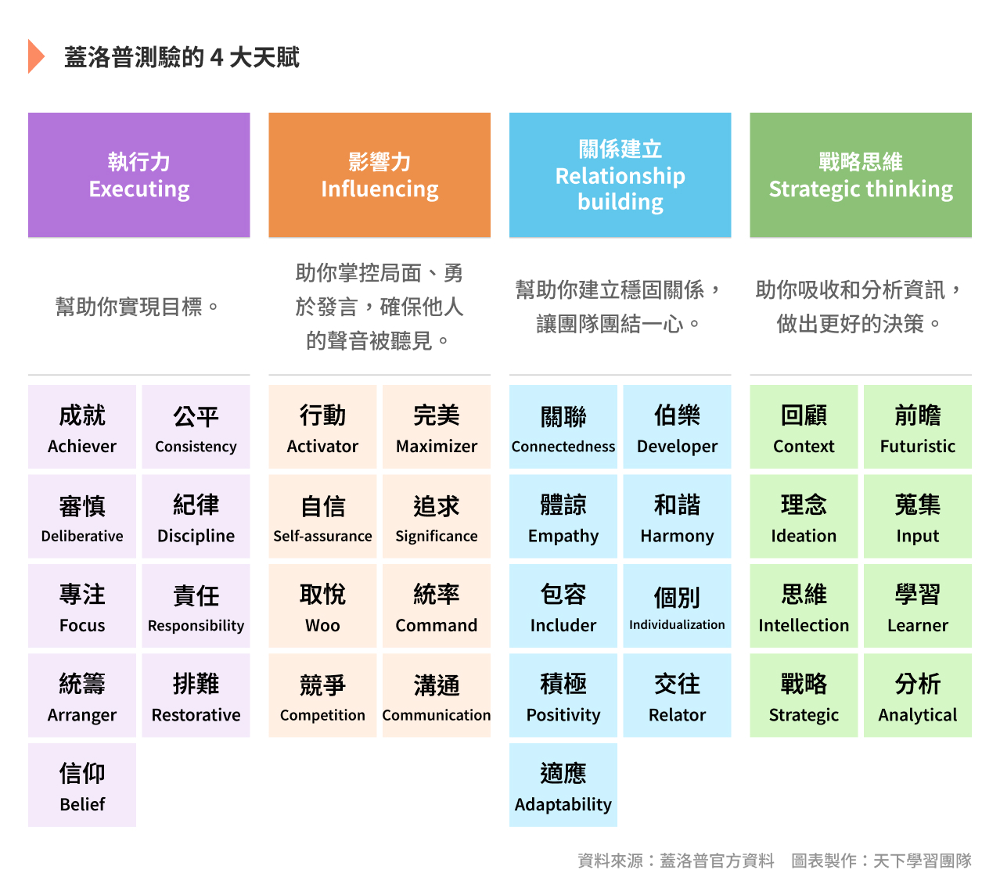 蓋洛普測驗的 4 大天賦
執行力
Executing
影響力
Influencing
關係建立
Relationship
building
戰略思維
Strategic thinking
幫助你實現目標。
助你掌控局面、勇
於發言，確保他人
的聲音被聽見。
幫助你建立穩固關係，
讓團隊團結一心。
助你吸收和分析資訊，
做出更好的決策。
成就
Achiever
公平
Consistency
審慎
Deliberative
紀律
Discipline
專注
Focus
責任
Responsibility
統籌
Arranger
排難
Restorative
信仰
Belief
行動
Activator
完美
Maximizer
自信
Self-assurance
追求
Significance
取悅
Woo
統率
Command
競爭
Competition
溝通
Communication
關聯
Connectedness
伯樂
Developer
體諒
Empathy
和諧
Harmony
包容
Includer
個別
Individualization
積極
Positivity
交往
Relator
適應
Adaptability
回顧
Context
前瞻
Futuristic
理念
Ideation
蒐集
Input
思維
Intellection
學習
Learner
戰略
Strategic
分析
Analytical
資料來源：蓋洛普官方資料　圖表製作：天下學習團隊